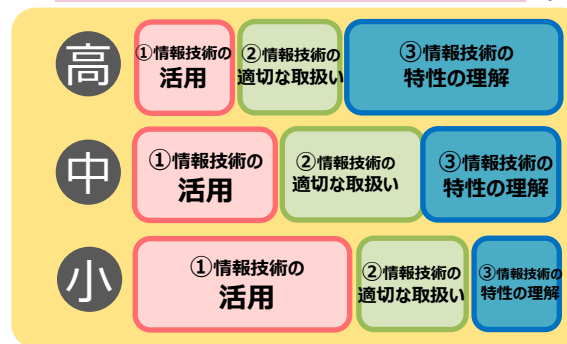 高
①情報技術の
活用
②情報技術の
適切な取扱い
③情報技術の
特性の理解
中
①情報技術の
活用
②情報技術の
適切な取扱い
③情報技術の
特性の理解
小
①情報技術の
活用
②情報技術の
適切な取扱い
③情報技術の
特性の理解